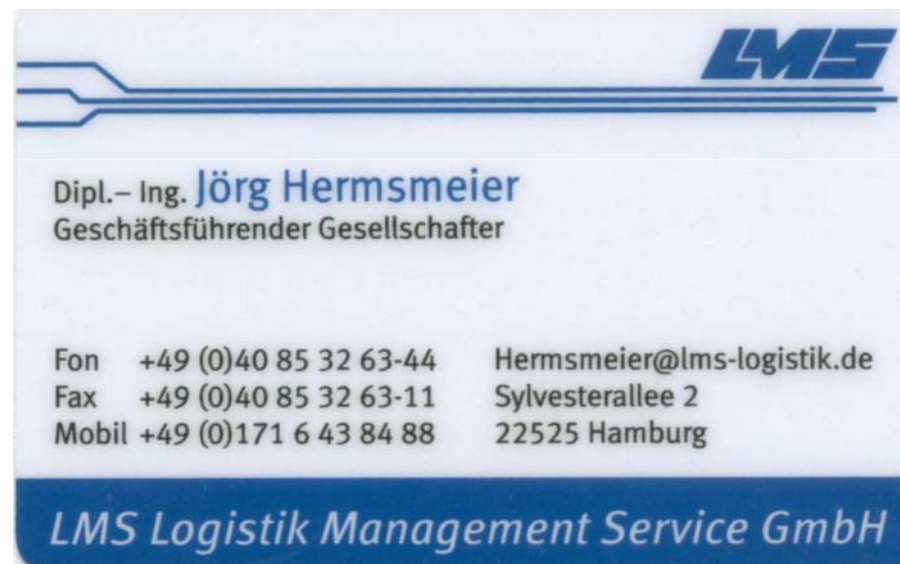 LMS
Dipl.– Ing. Jörg Hermsmeier
Geschäftsführender Gesellschafter
Fon +49 (0)40 85 32 63-44
Fax +49 (0)40 85 32 63-11
Mobil +49 (0)171 6 43 84 88
Hermsmeier@lms-logistik.de
Sylvesterallee 2
22525 Hamburg
LMS Logistik Management Service GmbH